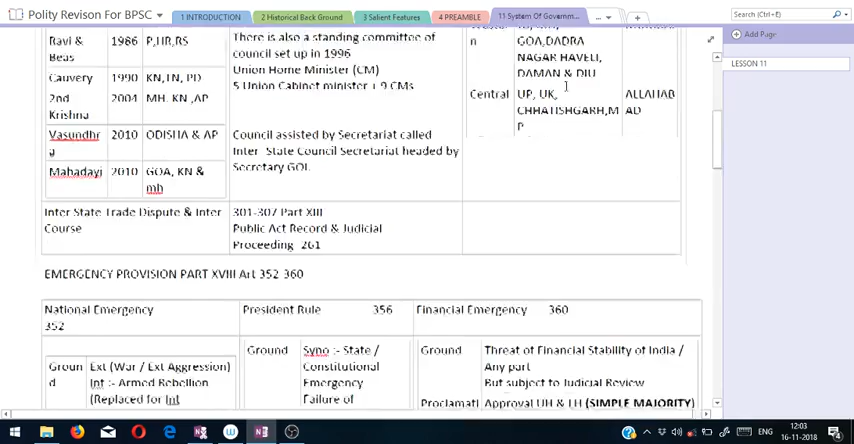 Polity Revison For BPSC
1 INTRODUCTION
2 Historical Back Ground
3 Salient Features
4 PREAMBLE
11 System Of Governm...
...
+
Search (Ctrl+E)
Add Page
LESSON 11
Ravi & Beas
1986
P,HR,RS
Cauvery
1990
KN,TN, PD
2nd Krishna
2004
MH. KN ,AP
Vasundhr a
2010
ODISHA & AP
Mahadayi
2010
GOA, KN & mh
There is also a standing committee of
council set up in 1996
Union Home Minister (CM)
5 Union Cabinet minister + 9 CMs
Council assisted by Secretariat called
Inter State Council Secretariat headed by
Secretary GOI.
n
GOA,DADRA
NAGAR HAVELI,
DAMAN & DIU
Central
UP, UK,
CHHATISHGARH,M
P
ALLAHAB
AD
Inter State Trade Dispute & Inter
Course
301-307 Part XIII
Public Act Record & Judicial
Proceeding 261
EMERGENCY PROVISION PART XVIII Art 352 360
National Emergency
352
President Rule 356
Financial Emergency 360
Groun
d
Ext (War / Ext Aggression)
Int :- Armed Rebellion
(Replaced for Int
Ground
Syno :- State /
Constitutional
Emergency
Failure of
Ground
Threat of Financial Stability of India /
Any part
But subject to Judicial Review
Proclamati
Approval UH & LH (SIMPLE MAJORITY)
ENG
12:03
16-11-2018